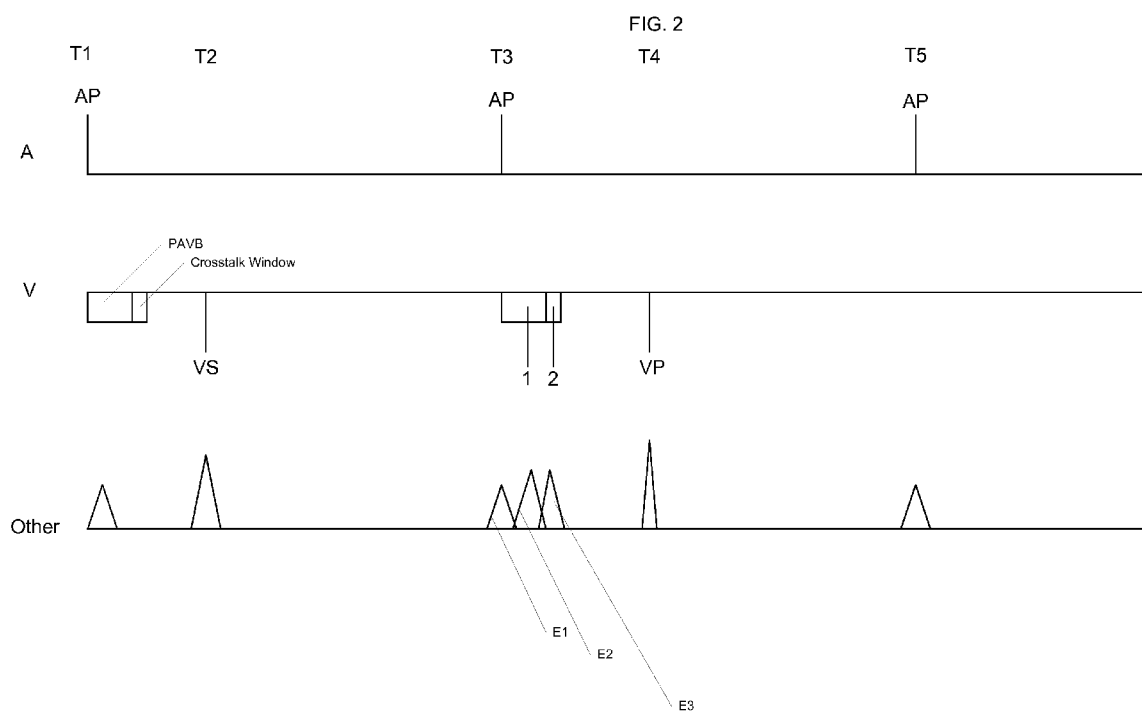 FIG. 2
T1 T2 T3 T4 T5
AP AP AP
A
PAVB
Crosstalk Window
V
VS 1 2 VP
Other
E1
E2
E3